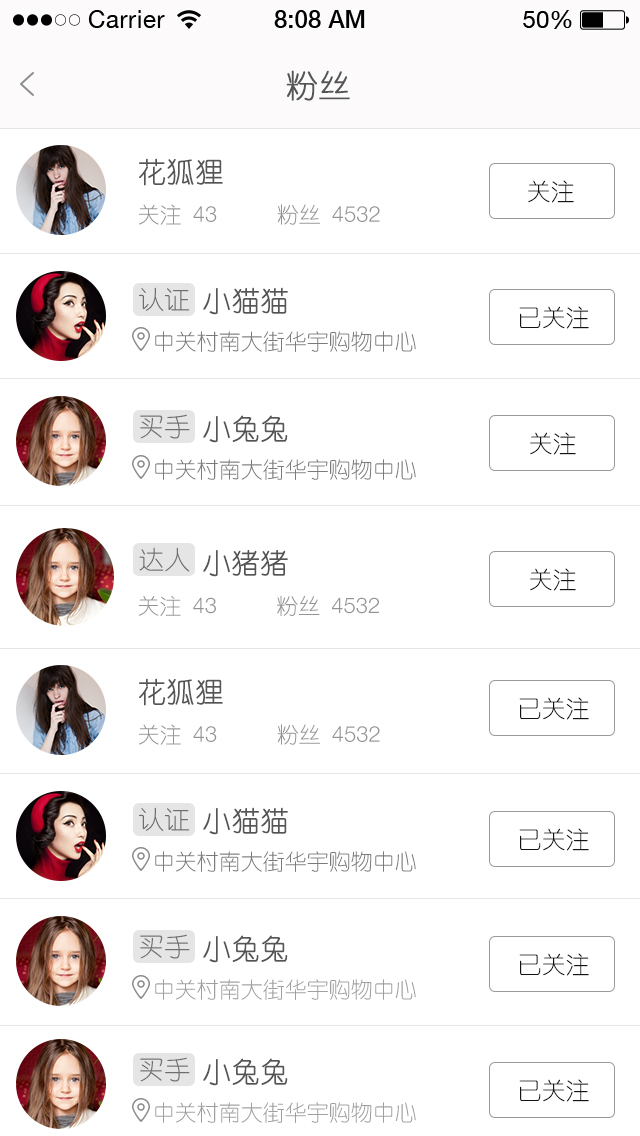 Carrier 8:08 AM 50%
粉丝
花狐狸
关注
关注 43 粉丝 4532
认证 小猫猫
已关注
中关村南大街华宇购物中心
买手 小兔兔
关注
中关村南大街华宇购物中心
达人 小猪猪
关注
关注 43 粉丝 4532
花狐狸
已关注
关注 43 粉丝 4532
认证 小猫猫
已关注
中关村南大街华宇购物中心
买手 小兔兔
已关注
中关村南大街华宇购物中心
买手 小兔兔
已关注
中关村南大街华宇购物中心